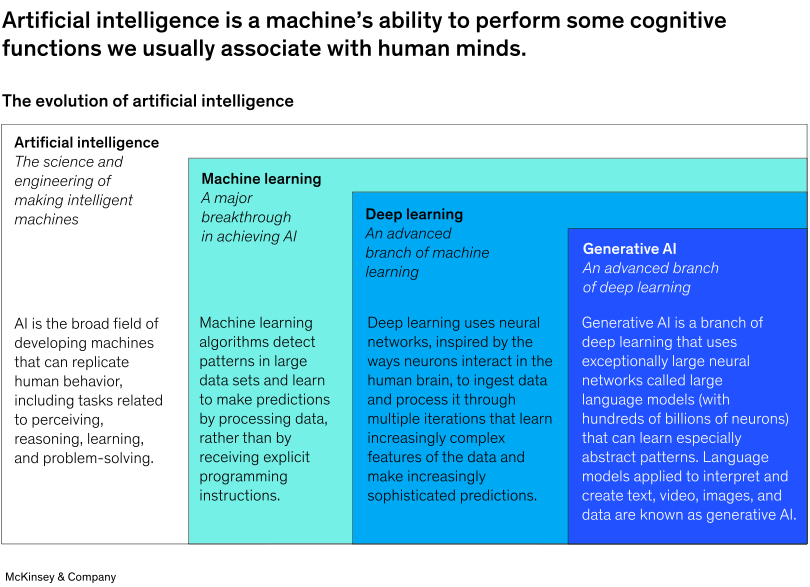 Artificial intelligence is a machine’s ability to perform some cognitive
functions we usually associate with human minds.
The evolution of artificial intelligence
Artificial intelligence
The science and
engineering of
making intelligent
machines
AI is the broad field of
developing machines
that can replicate
human behavior,
including tasks related
to perceiving,
reasoning, learning,
and problem-solving.
Machine learning
A major
breakthrough
in achieving AI
Machine learning
algorithms detect
patterns in large
data sets and learn
to make predictions
by processing data,
rather than by
receiving explicit
programming
instructions.
Deep learning
An advanced
branch of machine
learning
Deep learning uses neural
networks, inspired by the
ways neurons interact in the
human brain, to ingest data
and process it through
multiple iterations that learn
increasingly complex
features of the data and
make increasingly
sophisticated predictions.
Generative AI
An advanced branch
of deep learning
Generative AI is a branch of
deep learning that uses
exceptionally large neural
networks called large
language models (with
hundreds of billions of neurons)
that can learn especially
abstract patterns. Language
models applied to interpret and
create text, video, images, and
data are known as generative AI.
McKinsey & Company